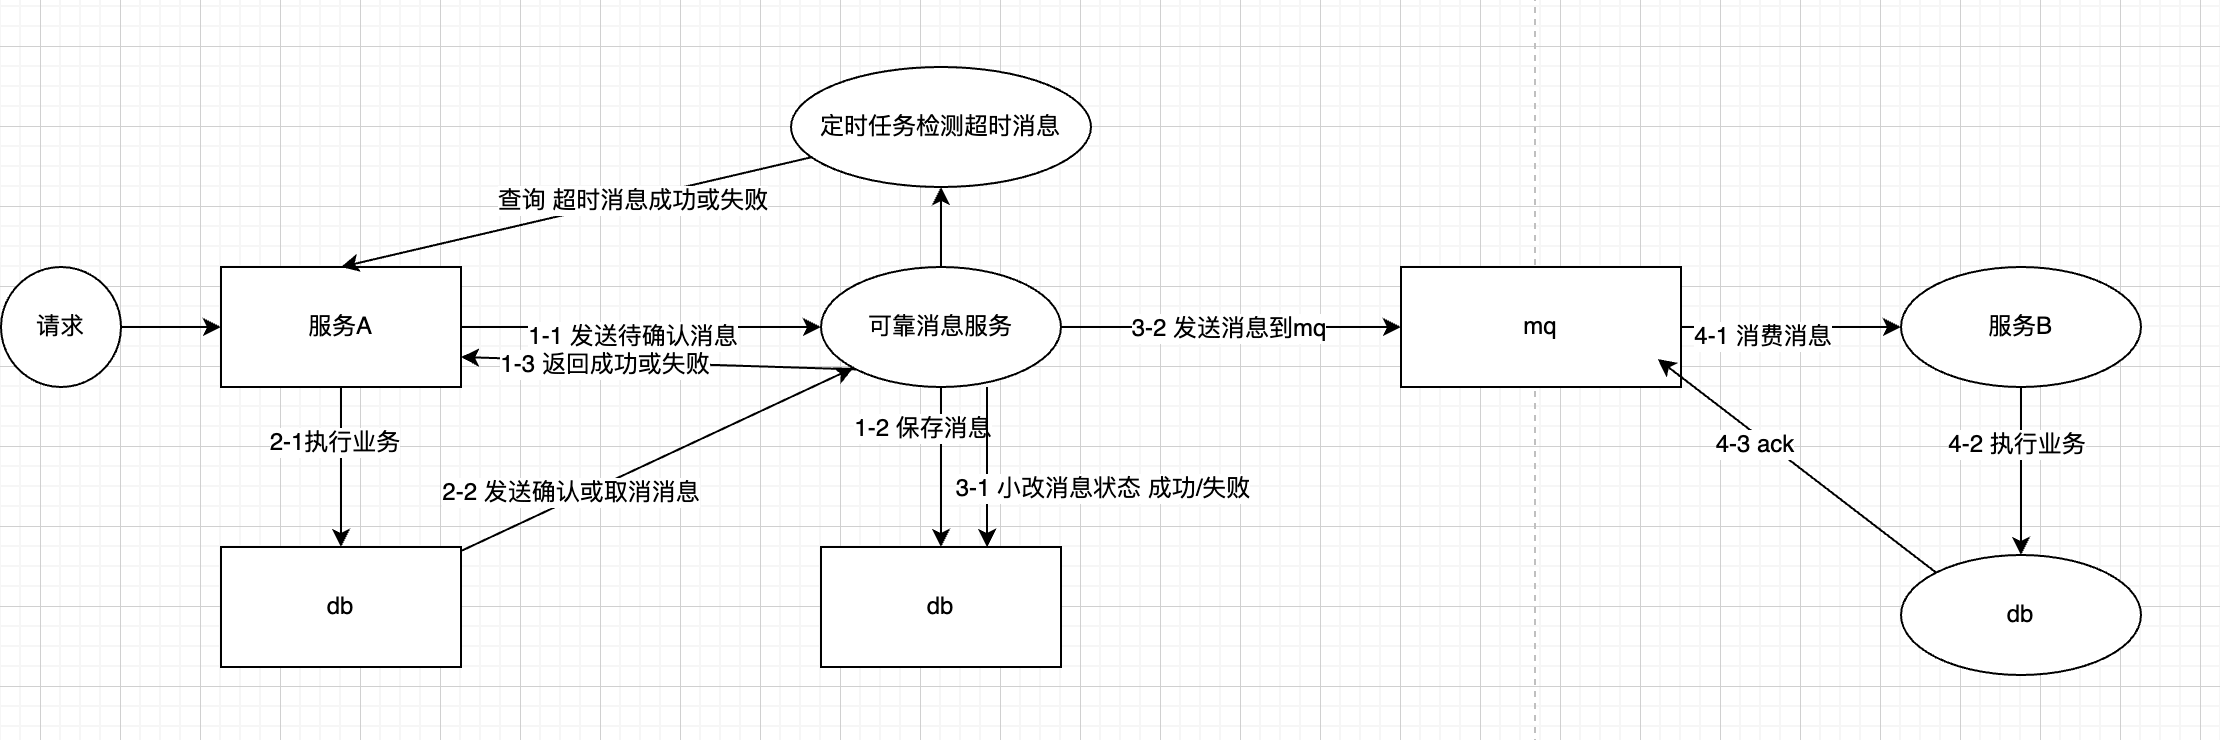 定时任务检测超时消息
查询 超时消息成功或失败
请求
服务A
1-1 发送待确认消息
1-3 返回成功或失败
可靠消息服务
3-2 发送消息到mq
mq
4-1 消费消息
服务B
2-1执行业务
1-2 保存消息
4-3 ack
4-2 执行业务
2-2 发送确认或取消消息
3-1 小改消息状态 成功/失败
db
db
db